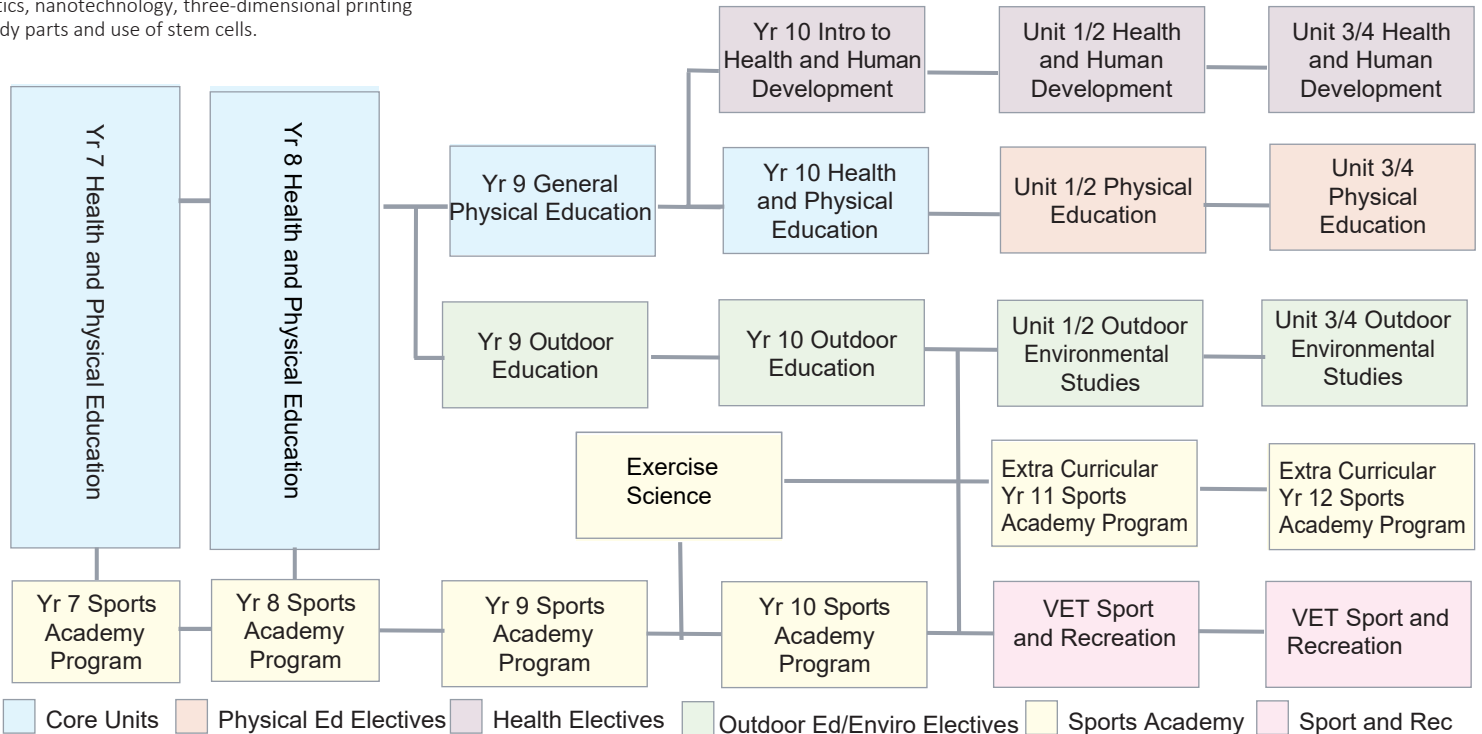 tics, nanotechnology, three-dimensional printing
dy parts and use of stem cells.
Yr 7 Health and Physical Education
Yr 8 Health and Physical Education
Yr 9 General
Physical Education
Yr 10 Intro to
Health and Human
Development
Unit 1/2 Health
and Human
Development
Unit 3/4 Health
and Human
Development
Yr 10 Health
and Physical
Education
Unit 1/2 Physical
Education
Unit 3/4
Physical
Education
Yr 9 Outdoor
Education
Yr 10 Outdoor
Education
Unit 1/2 Outdoor
Environmental
Studies
Unit 3/4 Outdoor
Environmental
Studies
Exercise
Science
Extra Curricular
Yr 11 Sports
Academy Program
Extra Curricular
Yr 12 Sports
Academy Program
Yr 7 Sports
Academy
Program
Yr 8 Sports
Academy
Program
Yr 9 Sports
Academy
Program
Yr 10 Sports
Academy
Program
VET Sport
and Recreation
VET Sport and
Recreation
Core Units
Physical Ed Electives
Health Electives
Outdoor Ed/Enviro Electives
Sports Academy
Sport and Rec